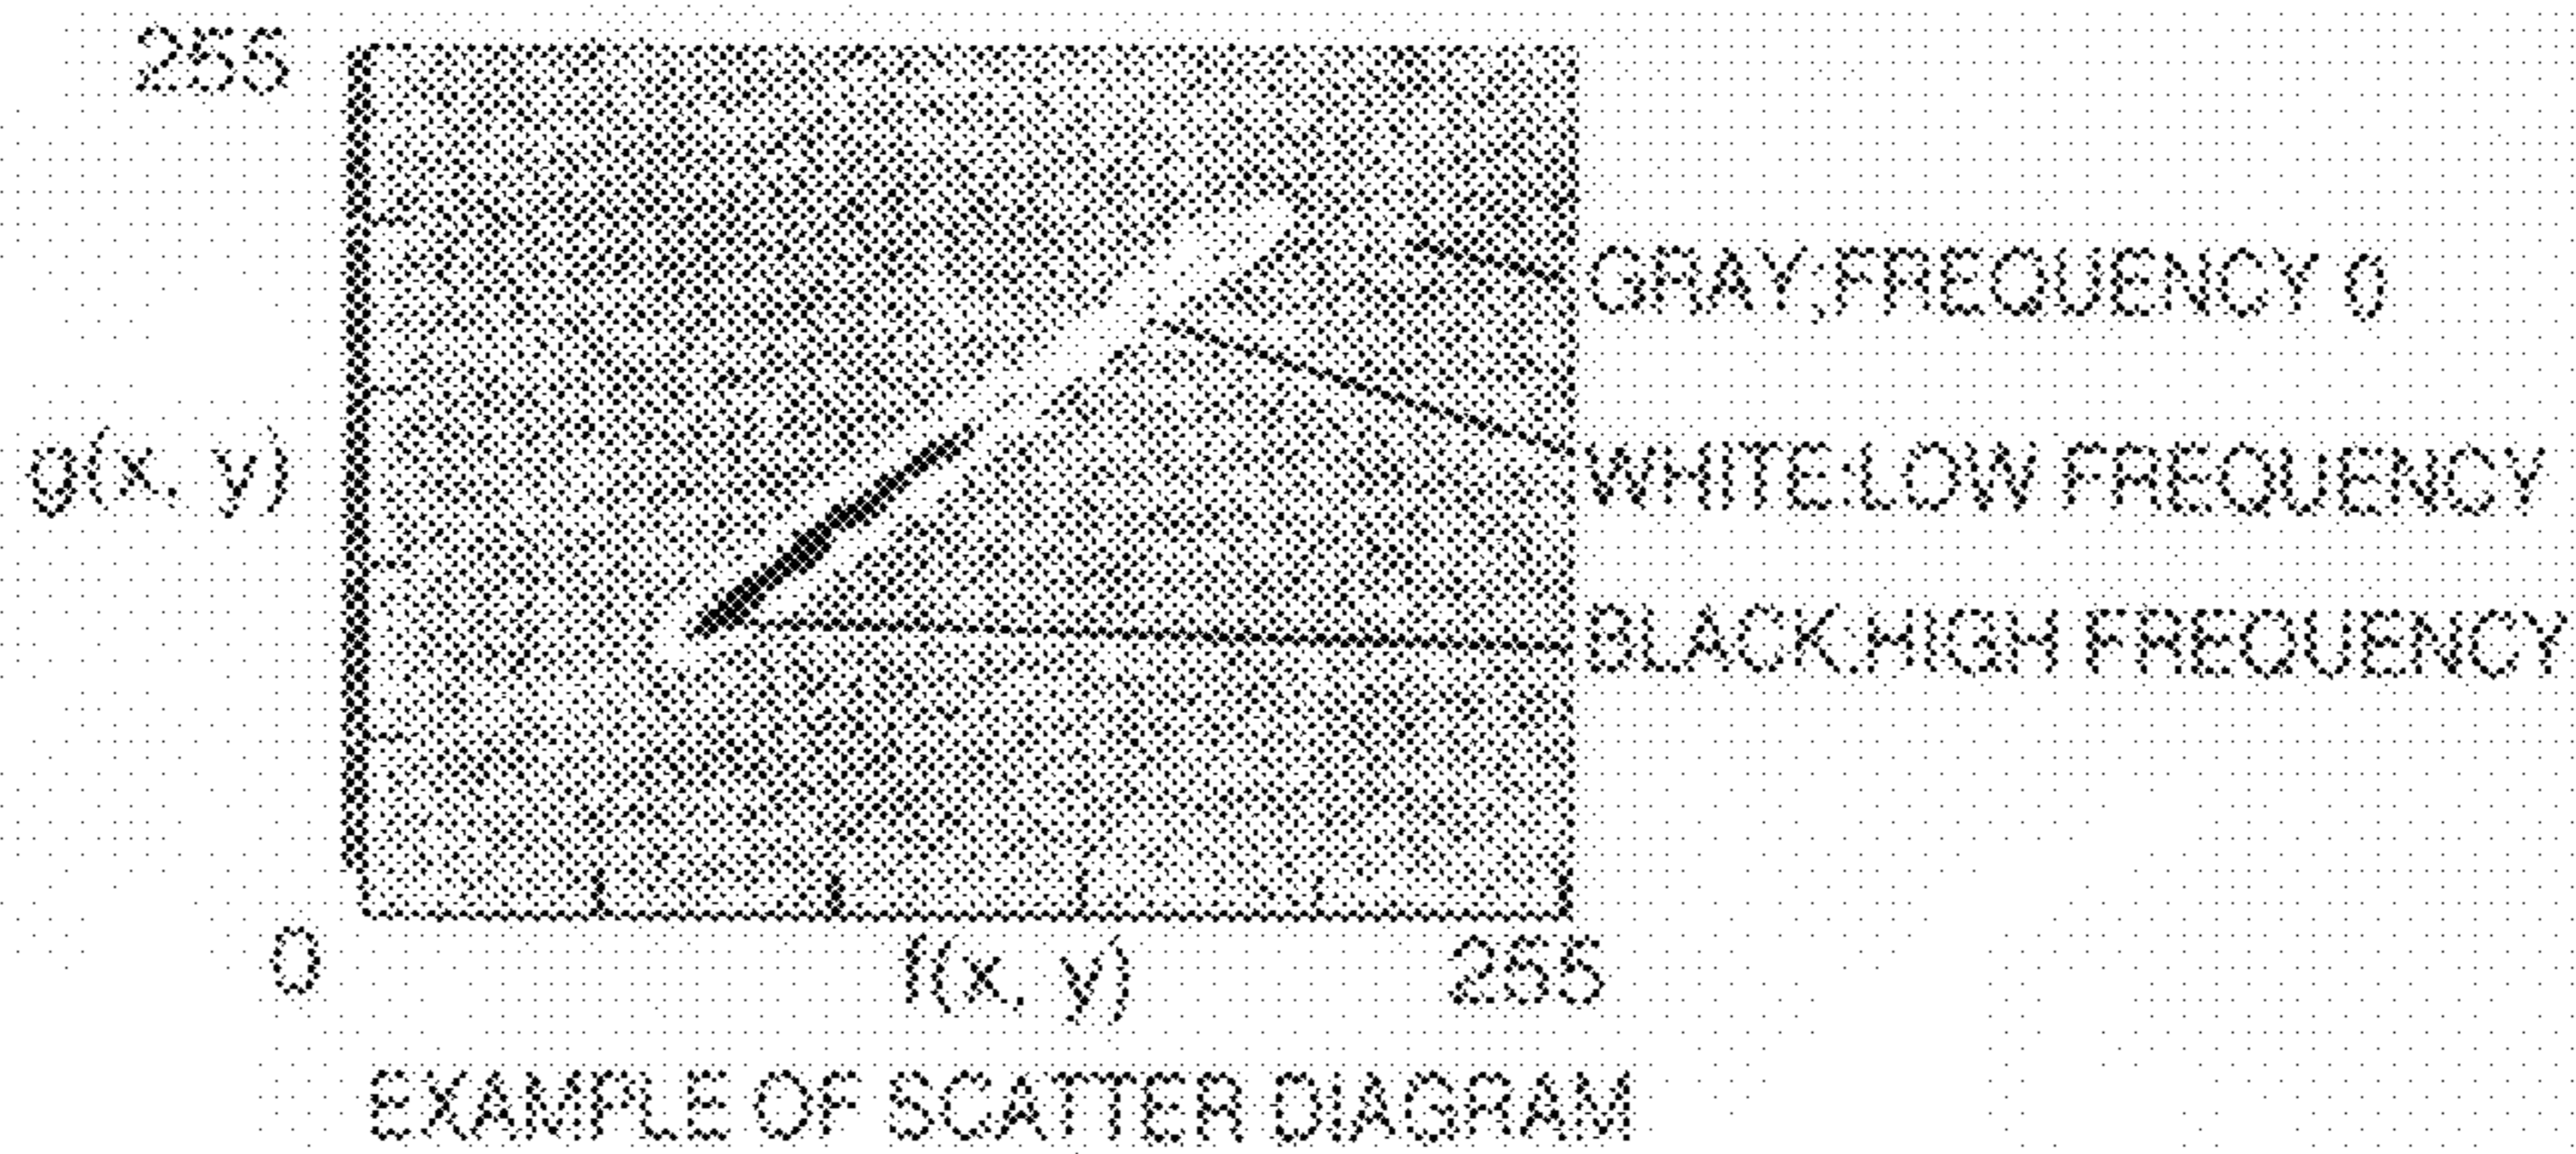 255
GRAY;FREQUENCY 0
g(x, y)
WHITE:LOW FREQUENCY
BLACK:HIGH FREQUENCY
0
f(x, y)
255
EXAMPLE OF SCATTER DIAGRAM